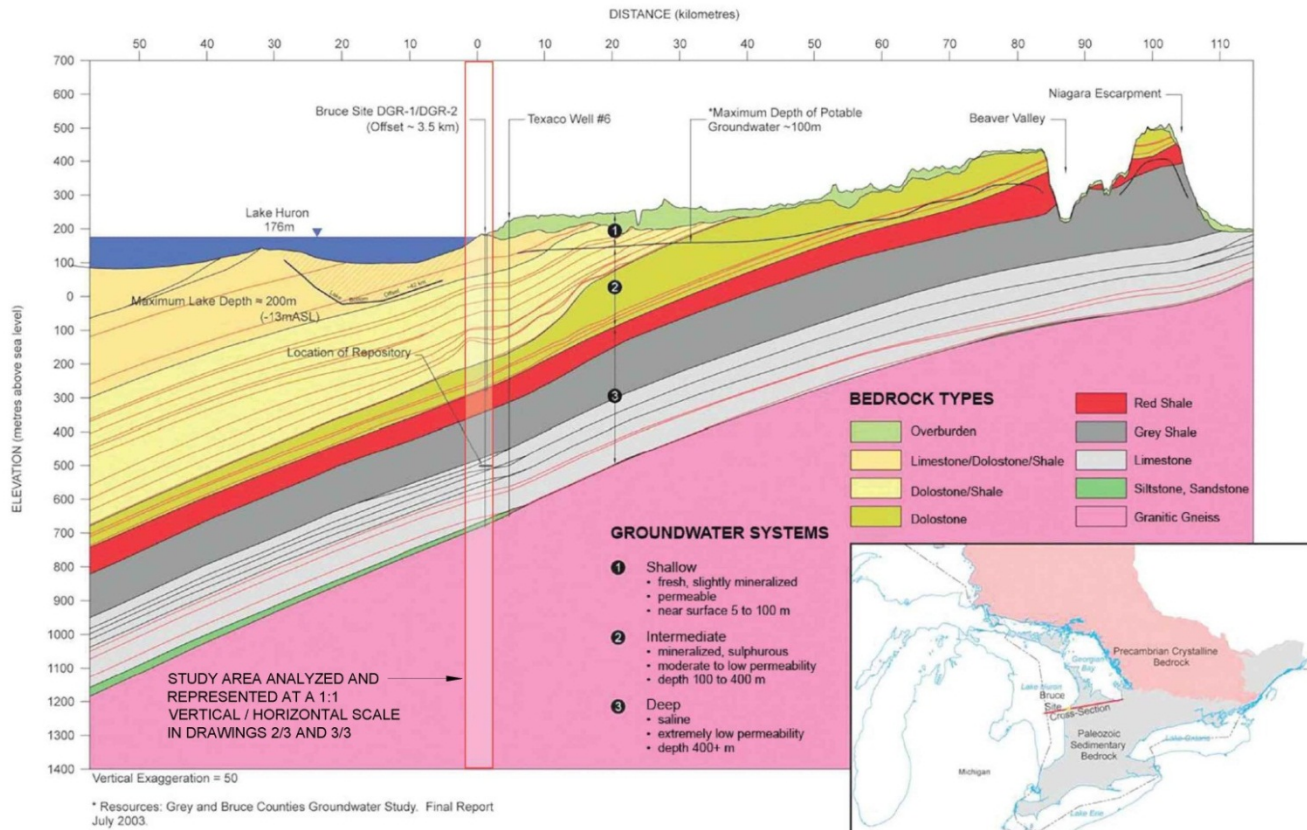 DISTANCE (kilometres)
50 40 30 20 10 0 10 20 30 40 50 60 70 80 90 100 110
ELEVATION (metres above sea level)
700
600
500
400
300
200
100
0
100
200
300
400
500
600
700
800
900
1000
1100
1200
1300
1400
Bruce Site DGR-1/DGR-2
(Offset ~ 3.5 km)
Texaco Well #6
*Maximum Depth of Potable
Groundwater ~100m
Beaver Valley
Niagara Escarpment
Lake Huron
176m
Maximum Lake Depth ≈ 200m
(-13mASL)
Lake Bottom Offset ~42 km
Location of Repository
1
2
3
STUDY AREA ANALYZED AND
REPRESENTED AT A 1:1
VERTICAL / HORIZONTAL SCALE
IN DRAWINGS 2/3 AND 3/3
GROUNDWATER SYSTEMS
1 Shallow
• fresh, slightly mineralized
• permeable
• near surface 5 to 100 m
2 Intermediate
• mineralized, sulphurous
• moderate to low permeability
• depth 100 to 400 m
3 Deep
• saline
• extremely low permeability
• depth 400+ m
BEDROCK TYPES
Overburden
Limestone/Dolostone/Shale
Dolostone/Shale
Dolostone
Red Shale
Grey Shale
Limestone
Siltstone, Sandstone
Granitic Gneiss
Precambrian Crystalline
Bedrock
Georgian
Bay
Lake Huron
Bruce
Site
Cross-Section
Paleozoic
Sedimentary
Bedrock
Lake Ontario
Michigan
Lake Erie
Vertical Exaggeration = 50
* Resources: Grey and Bruce Counties Groundwater Study. Final Report
July 2003.